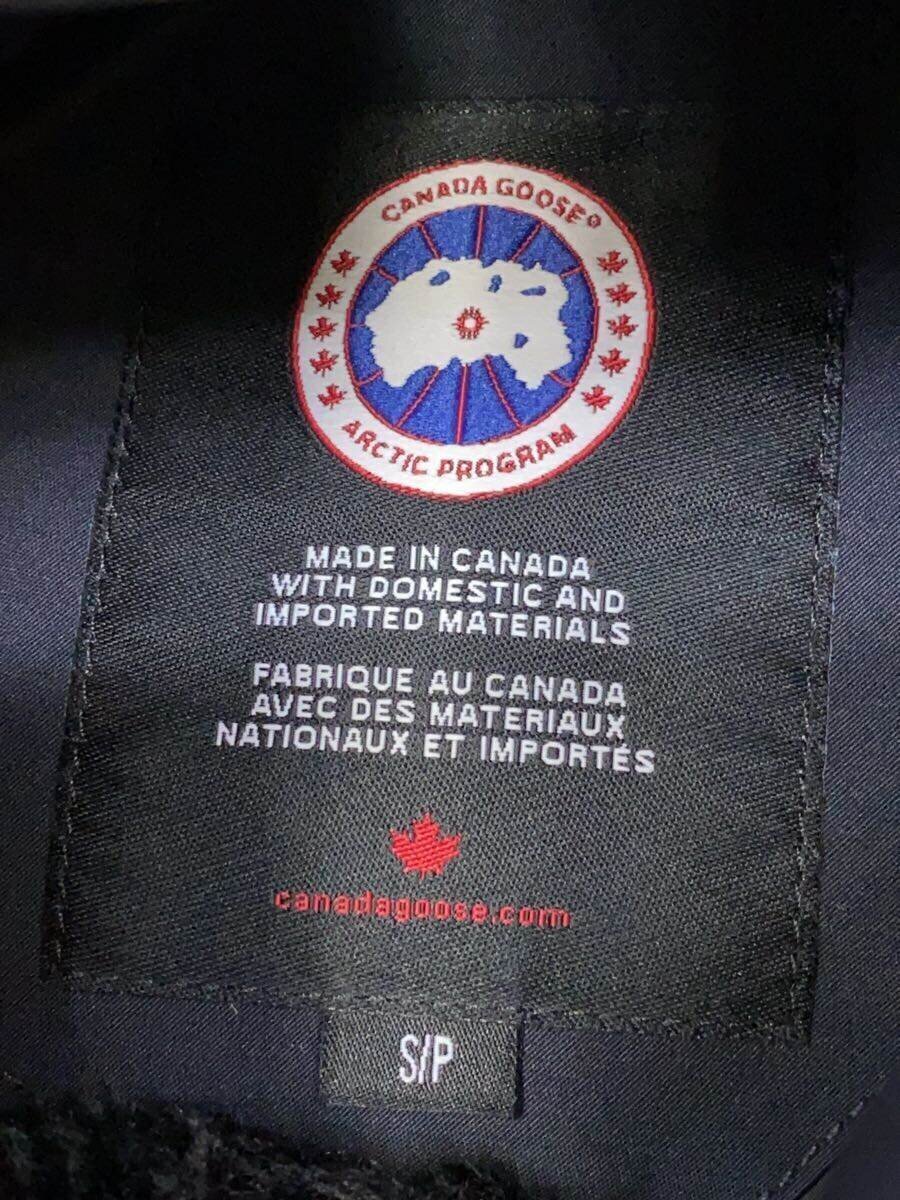 CANADA GOOSE®
ARCTIC PROGRAM
MADE IN CANADA
WITH DOMESTIC AND
IMPORTED MATERIALS
FABRIQUE AU CANADA
AVEC DES MATERIAUX
NATIONAUX ET IMPORTÉS
canadagoose.com
S/P